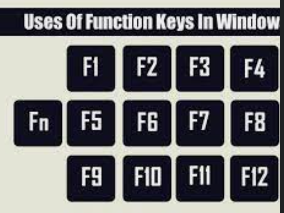 Uses Of Function Keys In Window
F1 F2 F3 F4
Fn F5 F6 F7 F8
F9 F10 F11 F12